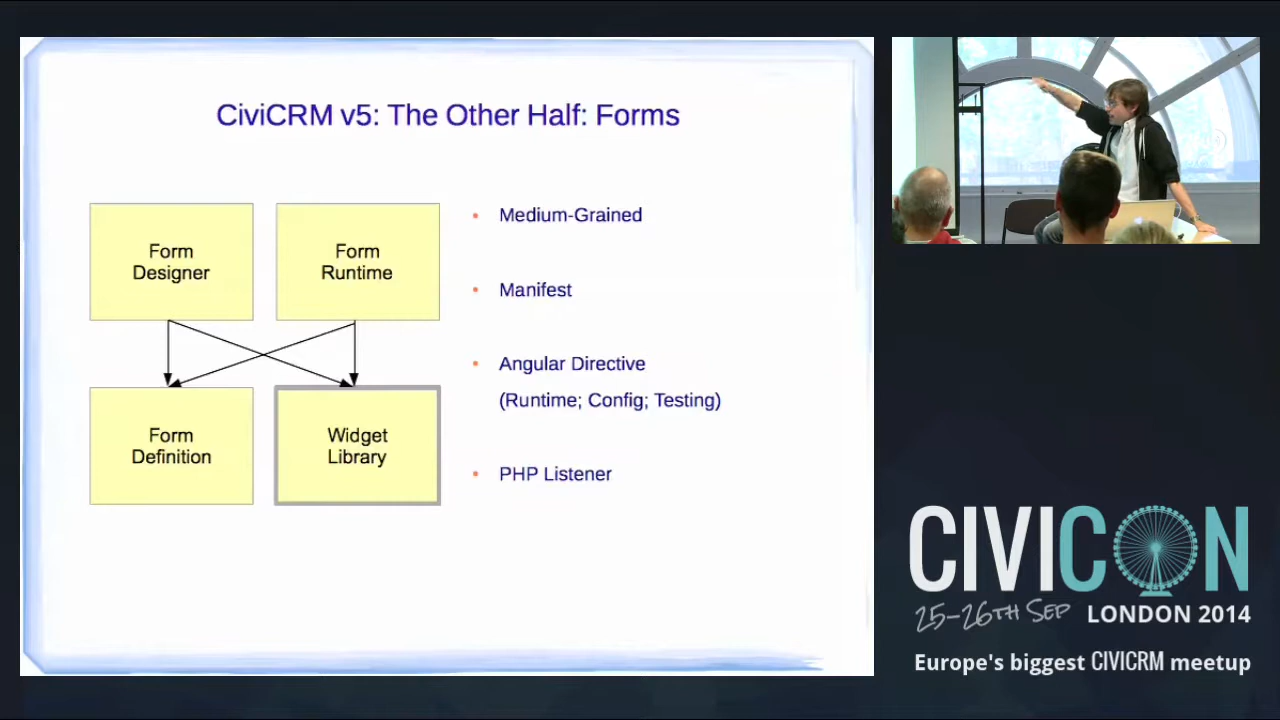 CiviCRM v5: The Other Half: Forms
Form
Designer
Form
Runtime
Form
Definition
Widget
Library
Medium-Grained
Manifest
Angular Directive
(Runtime; Config; Testing)
PHP Listener
CIVICON
25-26TH SEP LONDON 2014
Europe's biggest CIVICRM meetup